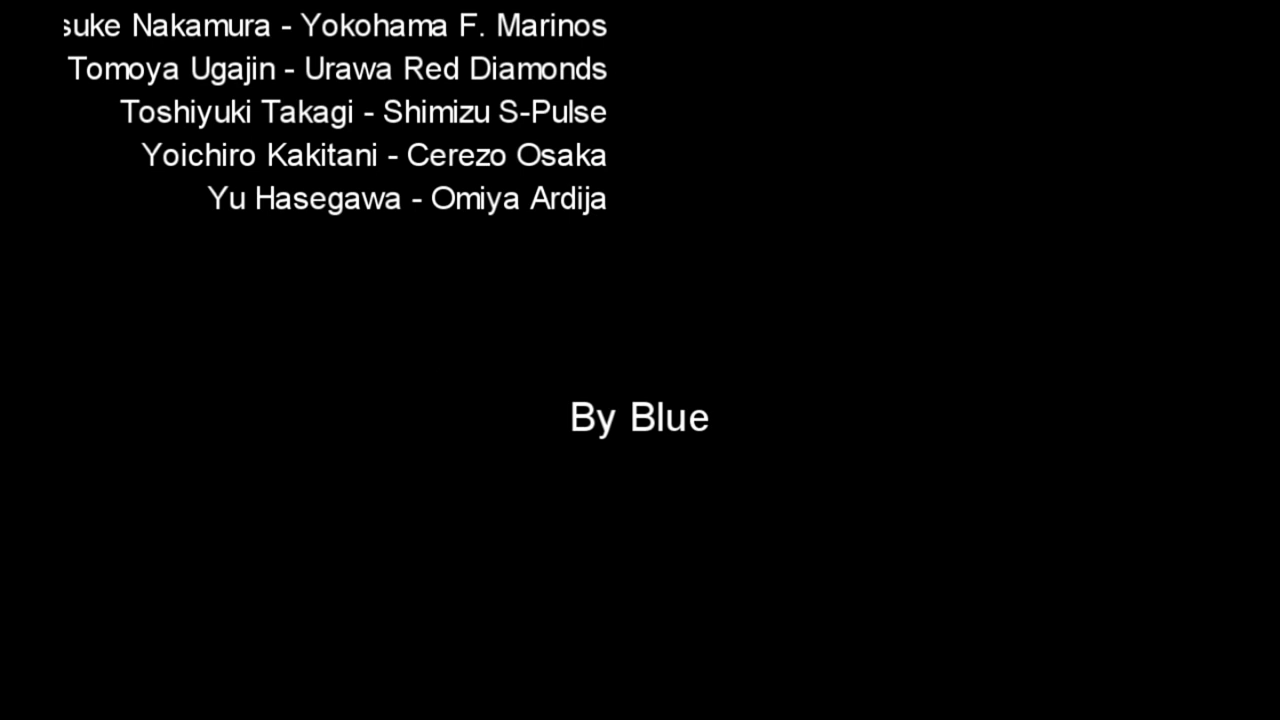 suke Nakamura - Yokohama F. Marinos
Tomoya Ugajin - Urawa Red Diamonds
Toshiyuki Takagi - Shimizu S-Pulse
Yoichiro Kakitani - Cerezo Osaka
Yu Hasegawa - Omiya Ardija
By Blue